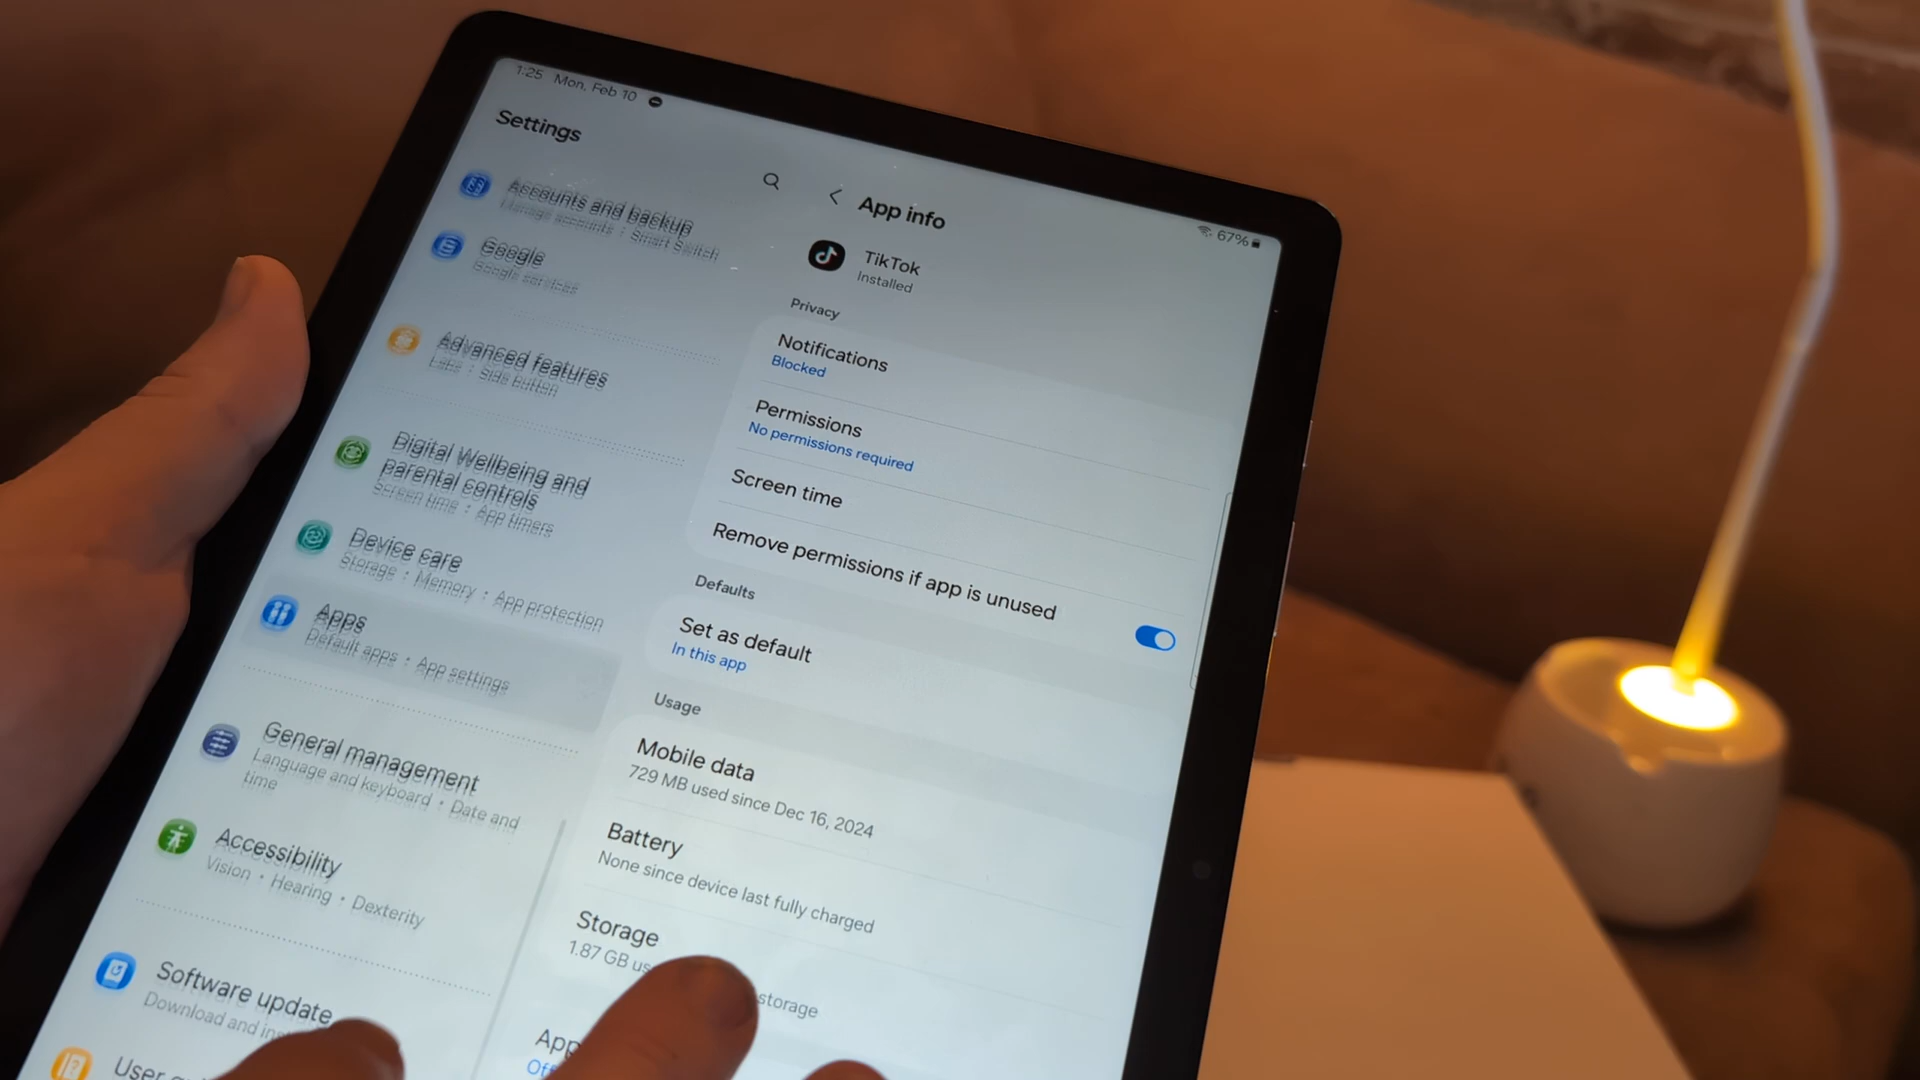 1:25 Mon, Feb 10
67%
Settings
Accounts and backup
Manage accounts • Smart Switch
Google
Google services
Advanced features
Labs • Side button
Digital Wellbeing and
parental controls
Screen time • App timers
Device care
Storage • Memory • App protection
Apps
Default apps • App settings
General management
Language and keyboard • Date and
time
Accessibility
Vision • Hearing • Dexterity
Software update
Download and
User
App info
TikTok
Installed
Privacy
Notifications
Blocked
Permissions
No permissions required
Screen time
Remove permissions if app is unused
Defaults
Set as default
In this app
Usage
Mobile data
729 MB used since Dec 16, 2024
Battery
None since device last fully charged
Storage
1.87 GB storage
App